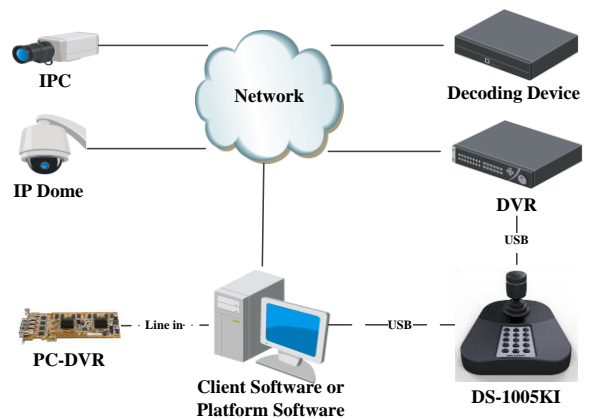 IPC
Network
Decoding Device
IP Dome
DVR
USB
PC-DVR
Line in
USB
Client Software or
Platform Software
DS-1005KI